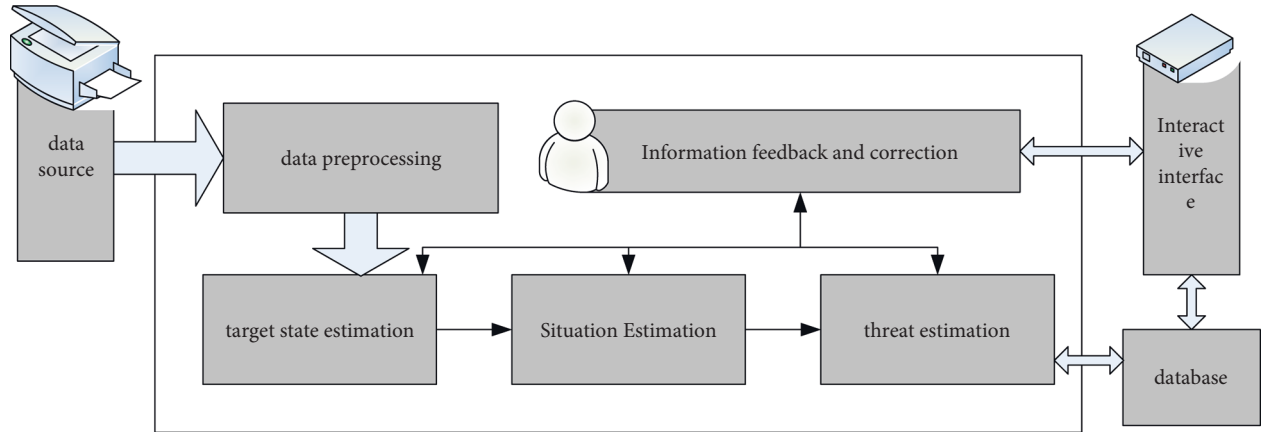 data
source
data preprocessing
Information feedback and correction
Interact
ive
interfac
e
target state estimation
Situation Estimation
threat estimation
database